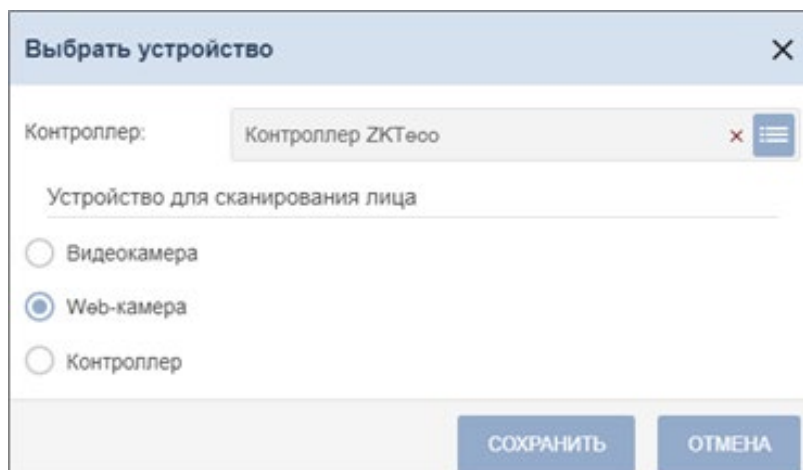 Выбрать устройство
Контроллер: Контроллер ZKTeco
Устройство для сканирования лица
Видеокамера
Web-камера
Контроллер
СОХРАНИТЬ ОТМЕНА